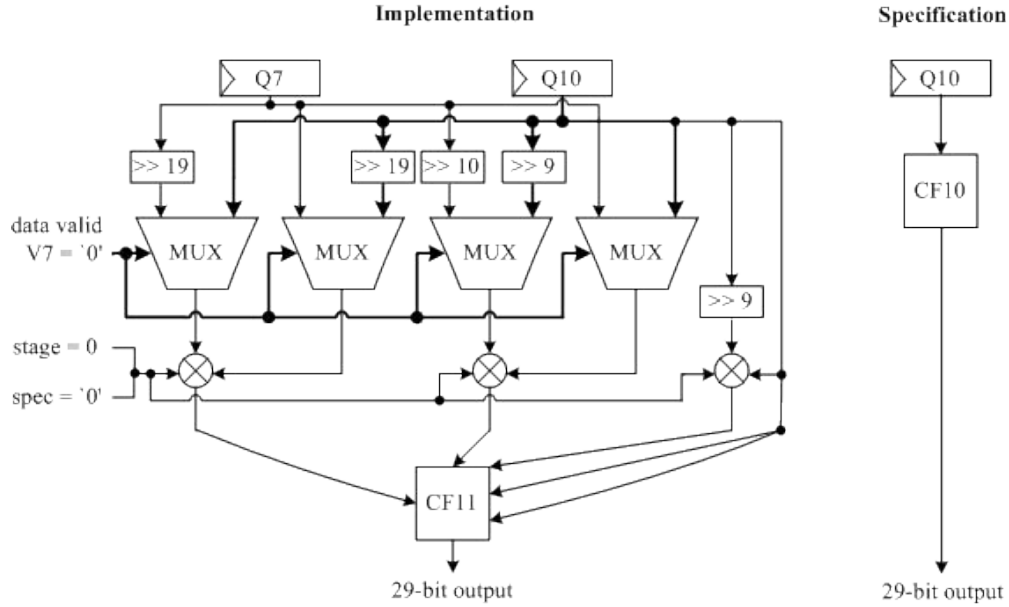 Implementation
Specification
Q7
Q10
Q10
>> 19
>> 19
>> 10
>> 9
CF10
data valid
V7 = `0'
MUX
MUX
MUX
MUX
>> 9
stage = 0
spec = `0'
CF11
29-bit output
29-bit output